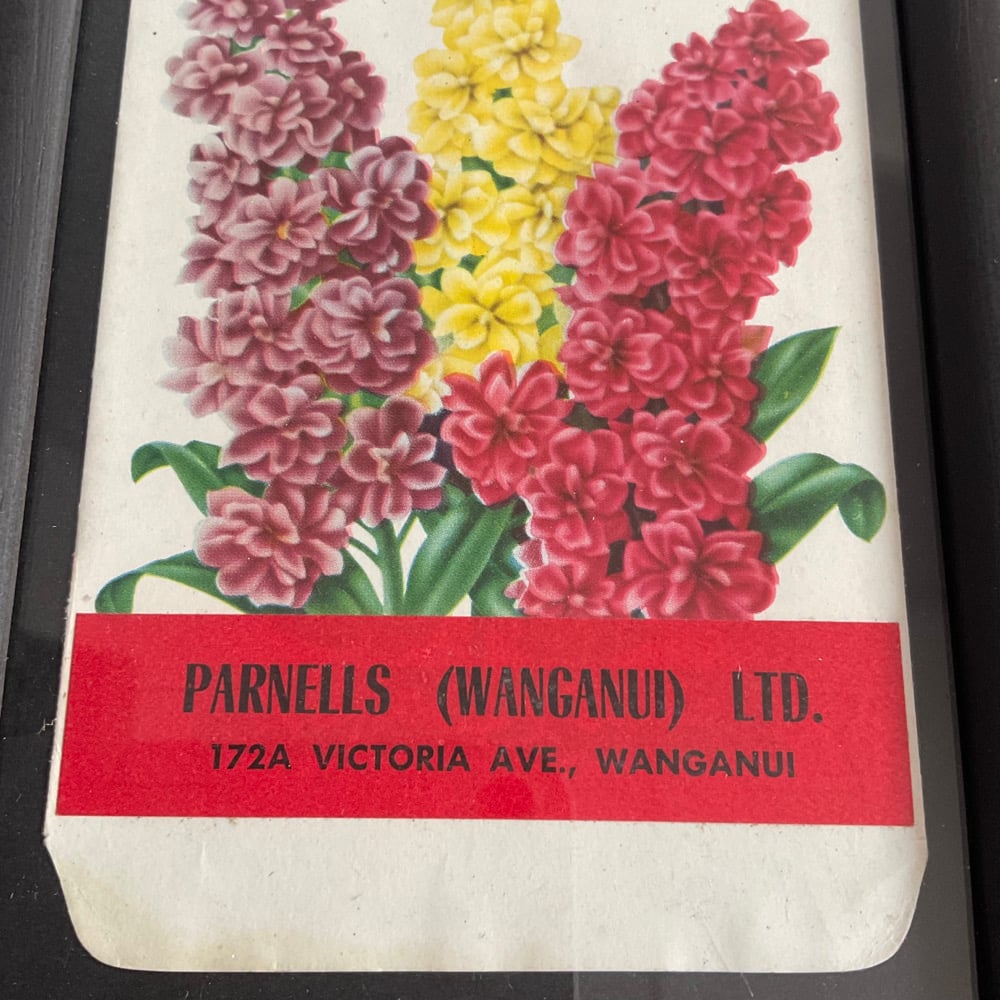 PARNELLS (WANGANUI) LTD.
172A VICTORIA AVE., WANGANUI